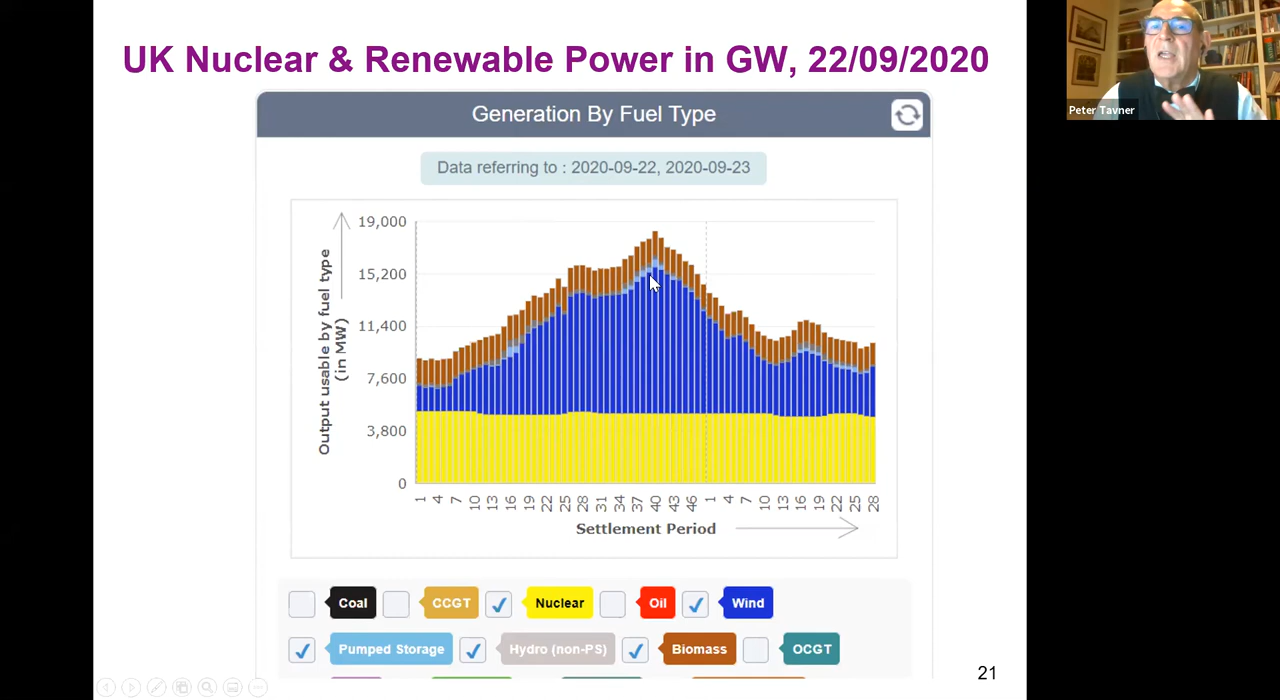 UK Nuclear & Renewable Power in GW, 22/09/2020
Peter Tavner
Generation By Fuel Type
Data referring to : 2020-09-22, 2020-09-23
Output usable by fuel type
(in MW)
19,000
15,200
11,400
7,600
3,800
0
1 4 7 10 13 16 19 22 25 28 31 34 37 40 43 46 1 4 7 10 13 16 19 22 25 28
Settlement Period
Coal CCGT Nuclear Oil Wind
Pumped Storage Hydro (non-PS) Biomass OCGT
21